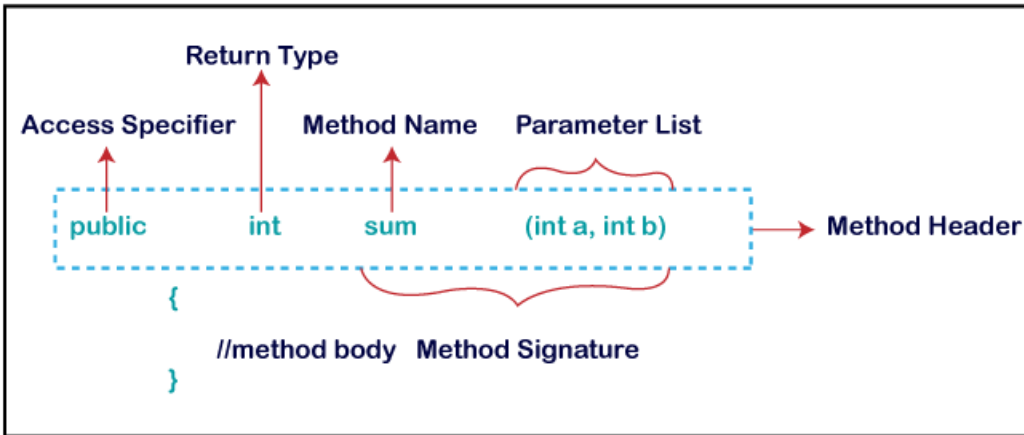 Return Type
Access Specifier Method Name Parameter List
public int sum (int a, int b) Method Header
{
//method body Method Signature
}